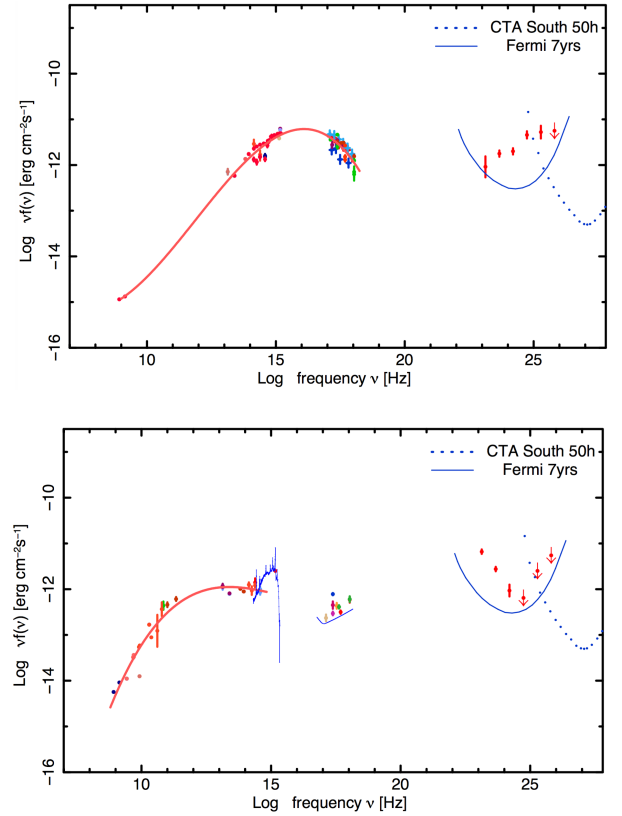 CTA South 50h
Fermi 7yrs
−10
−12
−14
−16
Log νf(ν) [erg cm−2s−1]
10 15 20 25
Log frequency ν [Hz]
CTA South 50h
Fermi 7yrs
−10
−12
−14
−16
Log νf(ν) [erg cm−2s−1]
10 15 20 25
Log frequency ν [Hz]